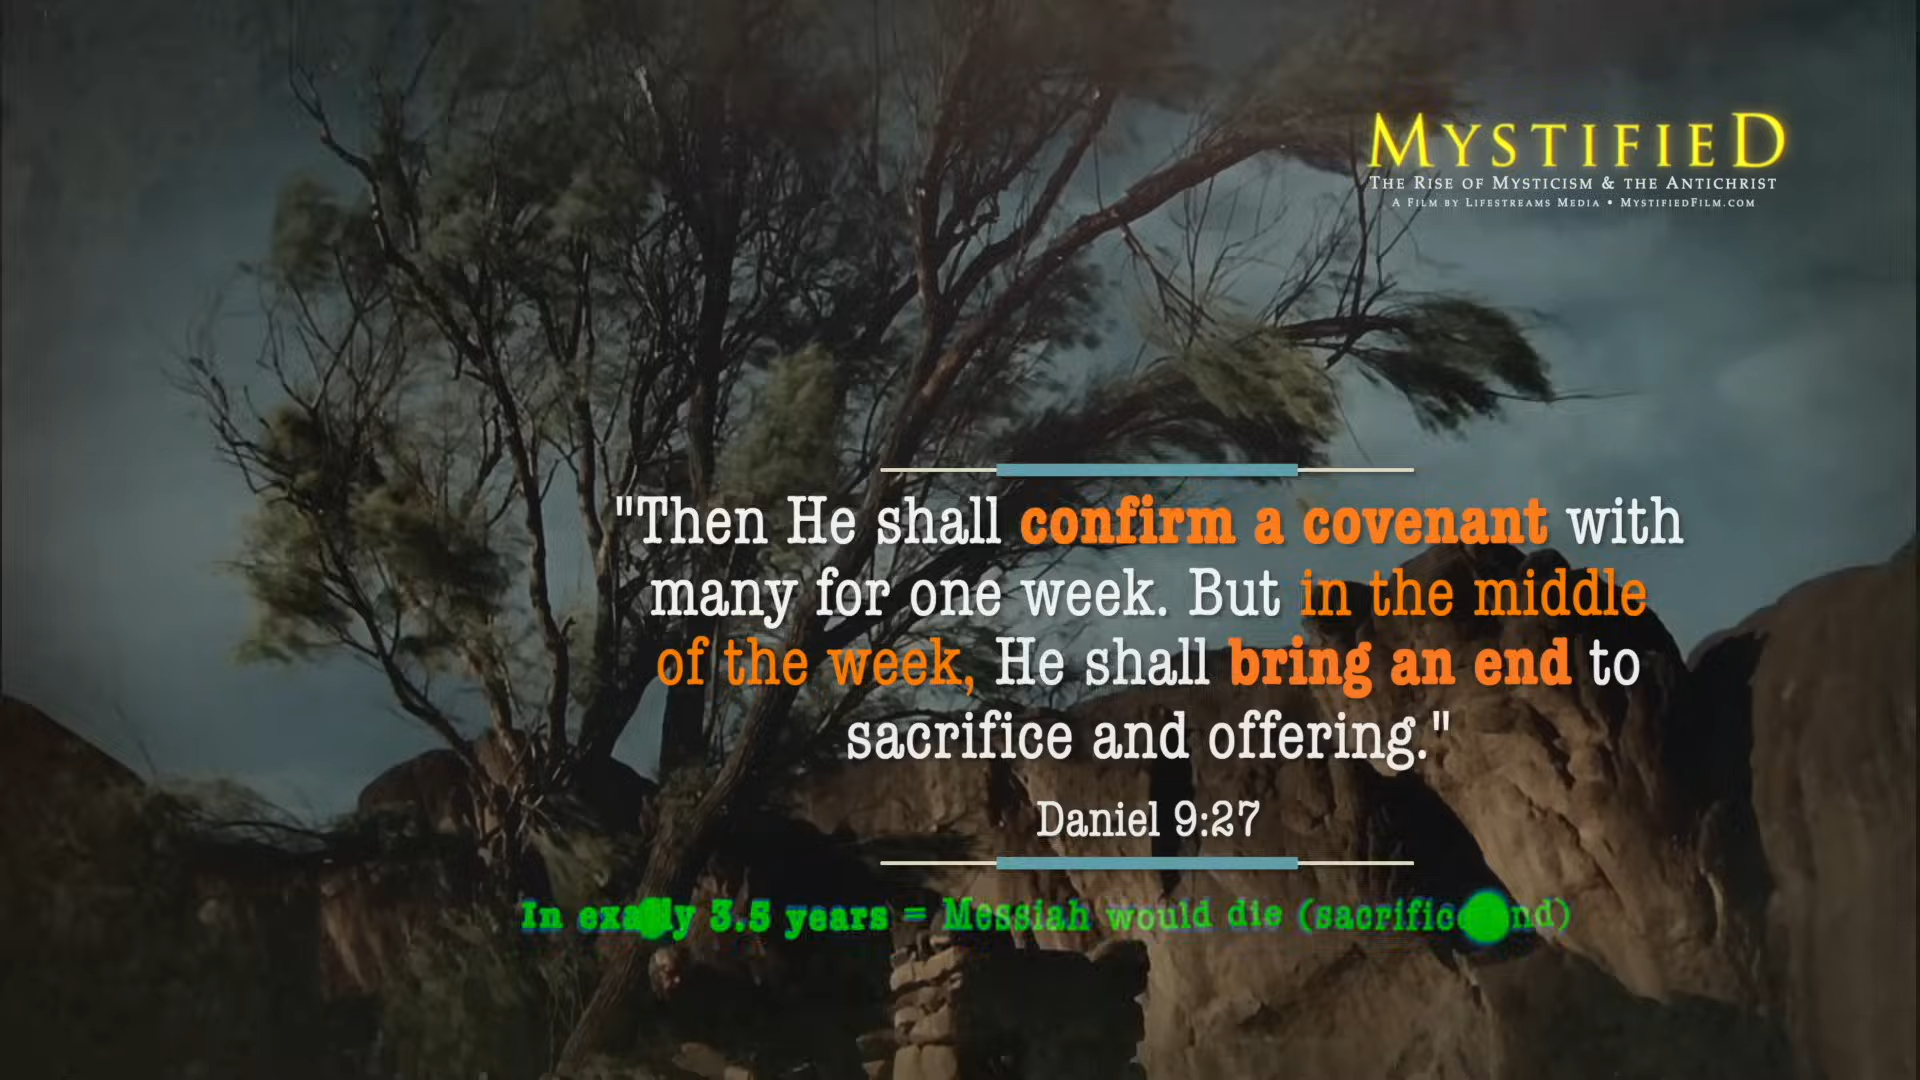 MYSTIFIED
THE RISE OF MYSTICISM & THE ANTICHRIST
A FILM BY LIFESTREAMS MEDIA • MYSTIFIEDFILM.COM
"Then He shall confirm a covenant with
many for one week. But in the middle
of the week, He shall bring an end to
sacrifice and offering."
Daniel 9:27
In 3.5 years = Messiah would die